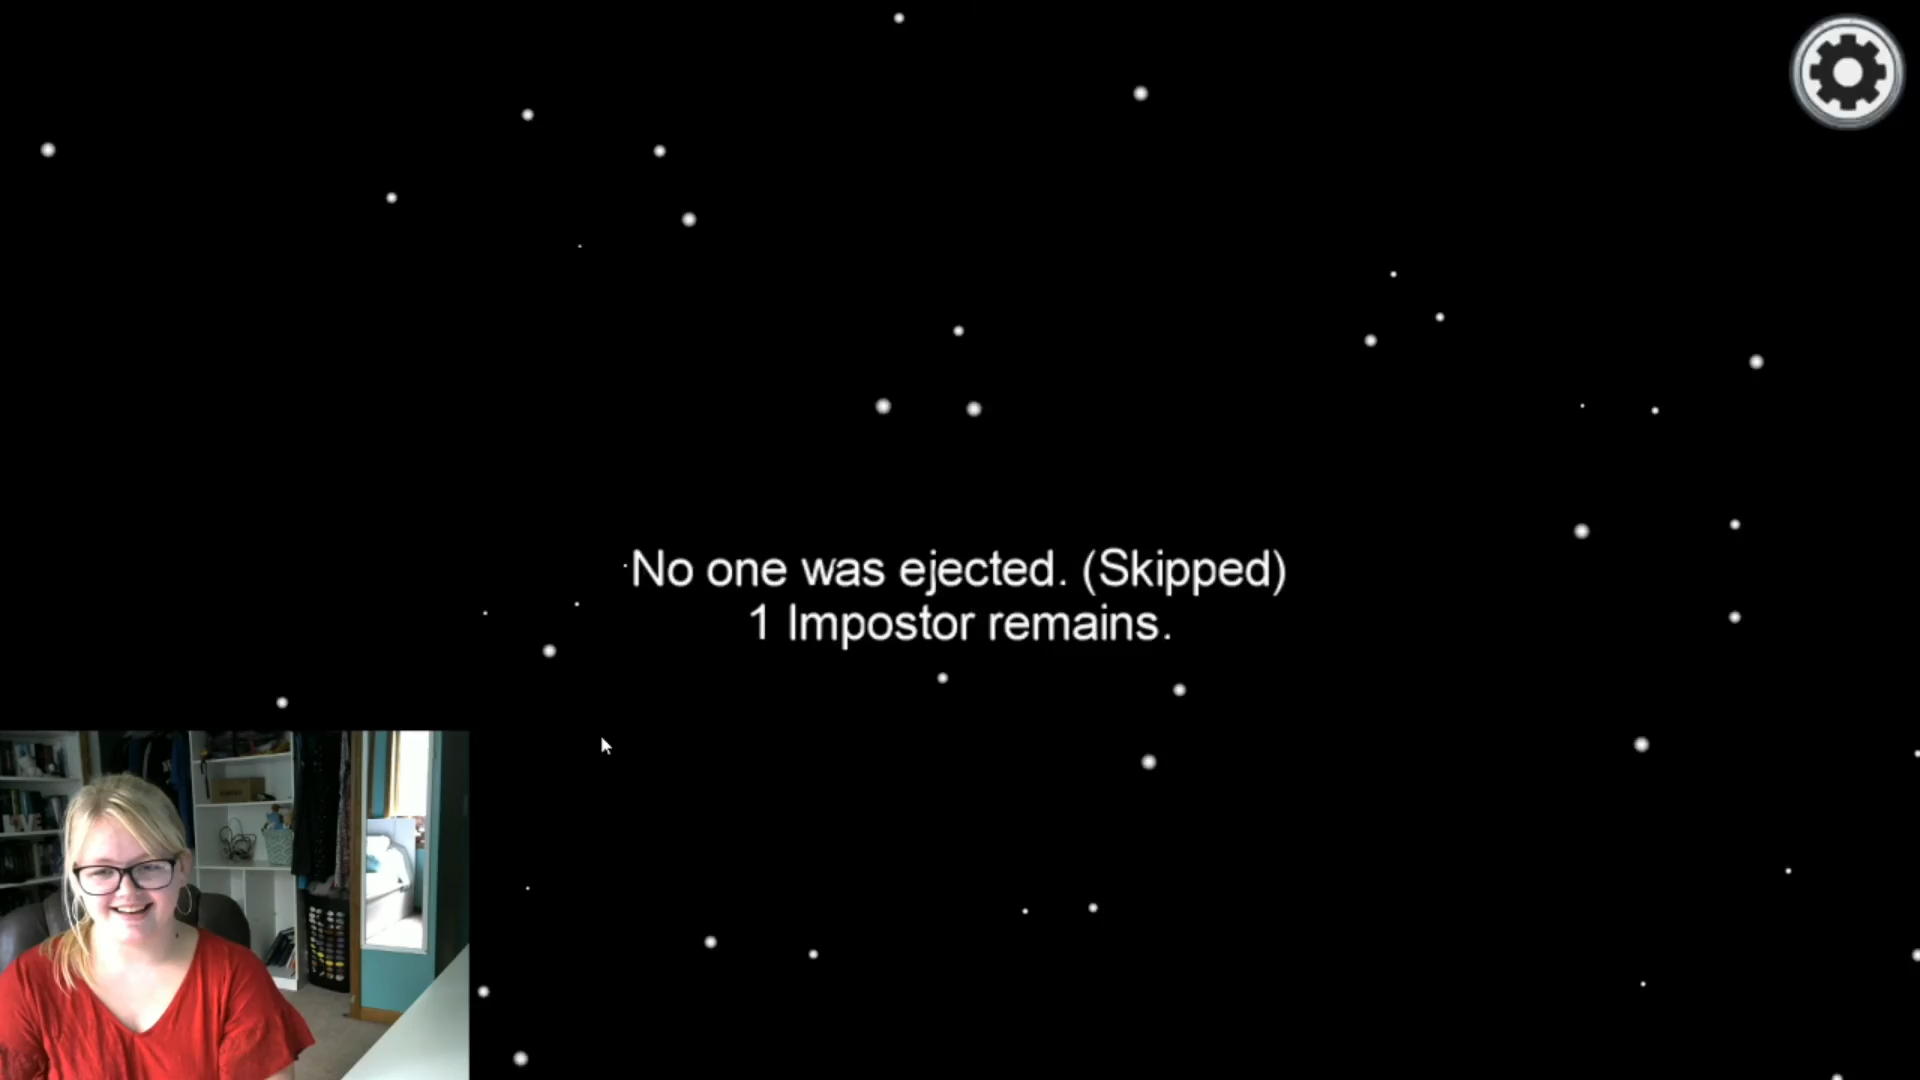 No one was ejected. (Skipped)
1 Impostor remains.